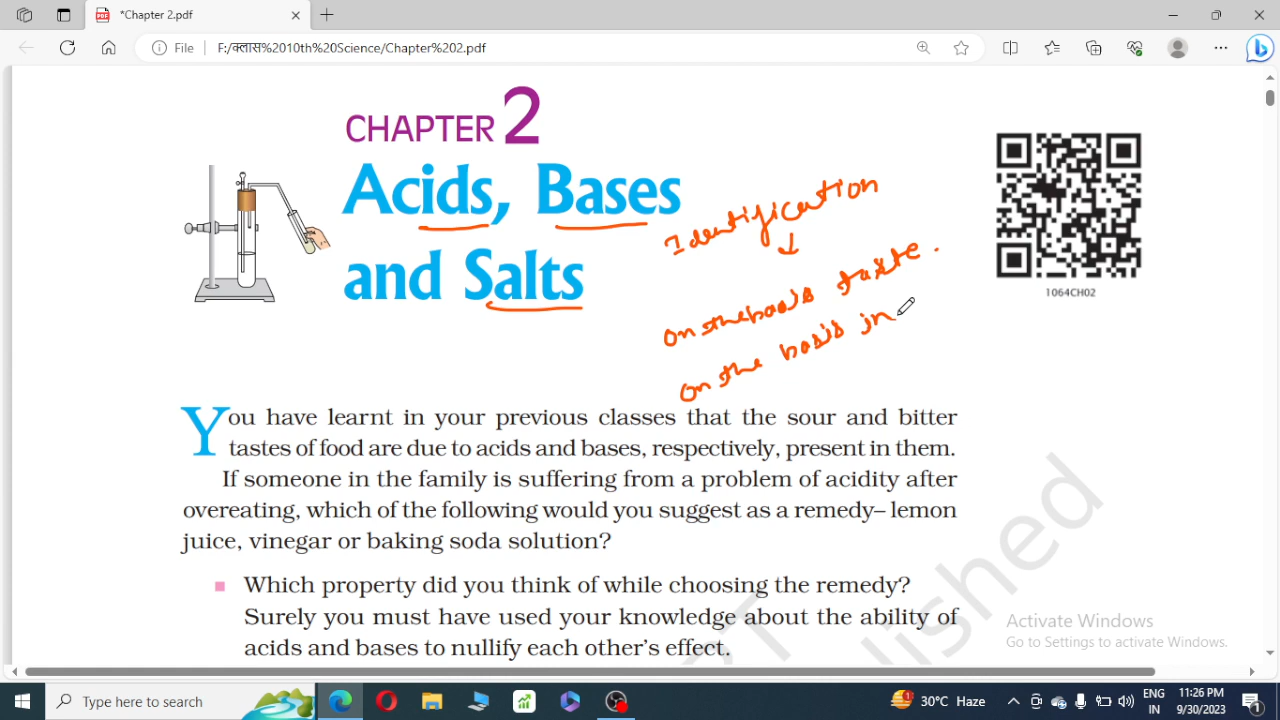 *Chapter 2.pdf
File
F:/क्लास%2010th%20Science/Chapter%202.pdf
CHAPTER 2
Acids, Bases
and Salts
Identification
On the basis taste.
On the basis in
1064CH02
You have learnt in your previous classes that the sour and bitter
tastes of food are due to acids and bases, respectively, present in them.
If someone in the family is suffering from a problem of acidity after
overeating, which of the following would you suggest as a remedy– lemon
juice, vinegar or baking soda solution?
Which property did you think of while choosing the remedy?
Surely you must have used your knowledge about the ability of
acids and bases to nullify each other's effect.
Activate Windows
Go to Settings to activate Windows.
Type here to search
30°C Haze
ENG
IN
11:26 PM
9/30/2023
1
1